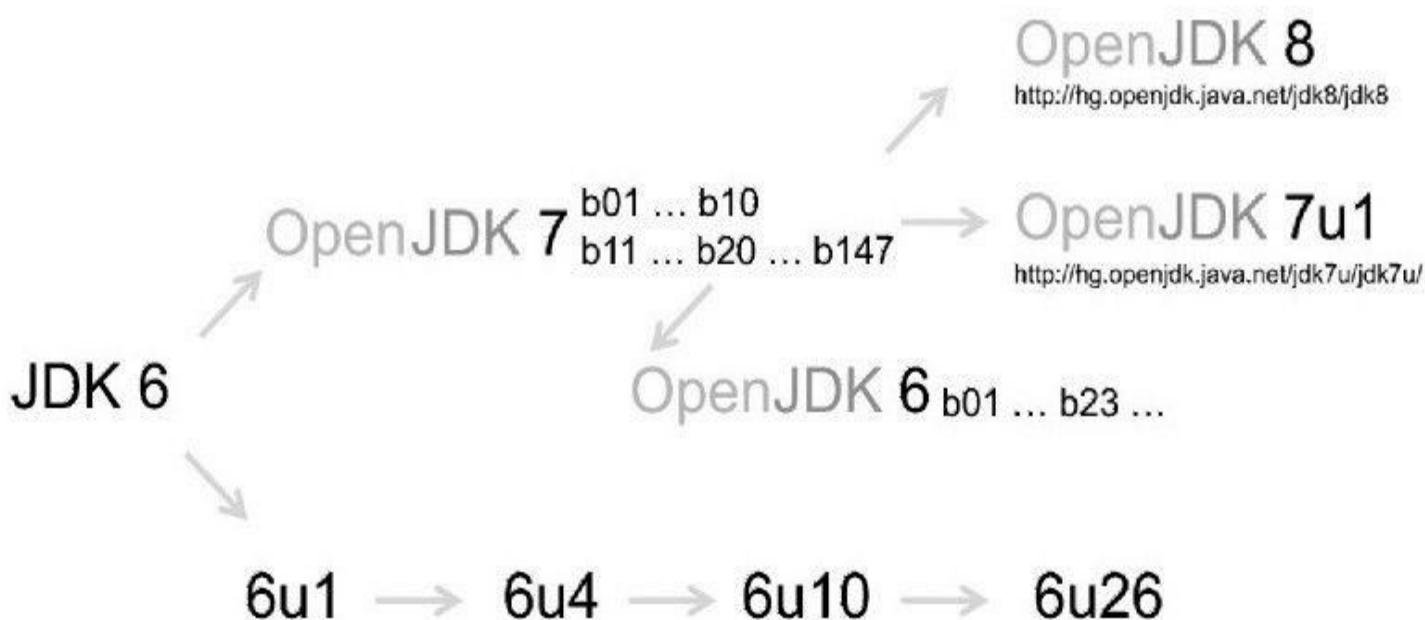 OpenJDK 8
http://hg.openjdk.java.net/jdk8/jdk8
OpenJDK 7 b01 ... b10
b11 ... b20 ... b147
OpenJDK 7u1
http://hg.openjdk.java.net/jdk7u/jdk7u/
JDK 6
OpenJDK 6 b01 ... b23 ...
6u1
6u4
6u10
6u26